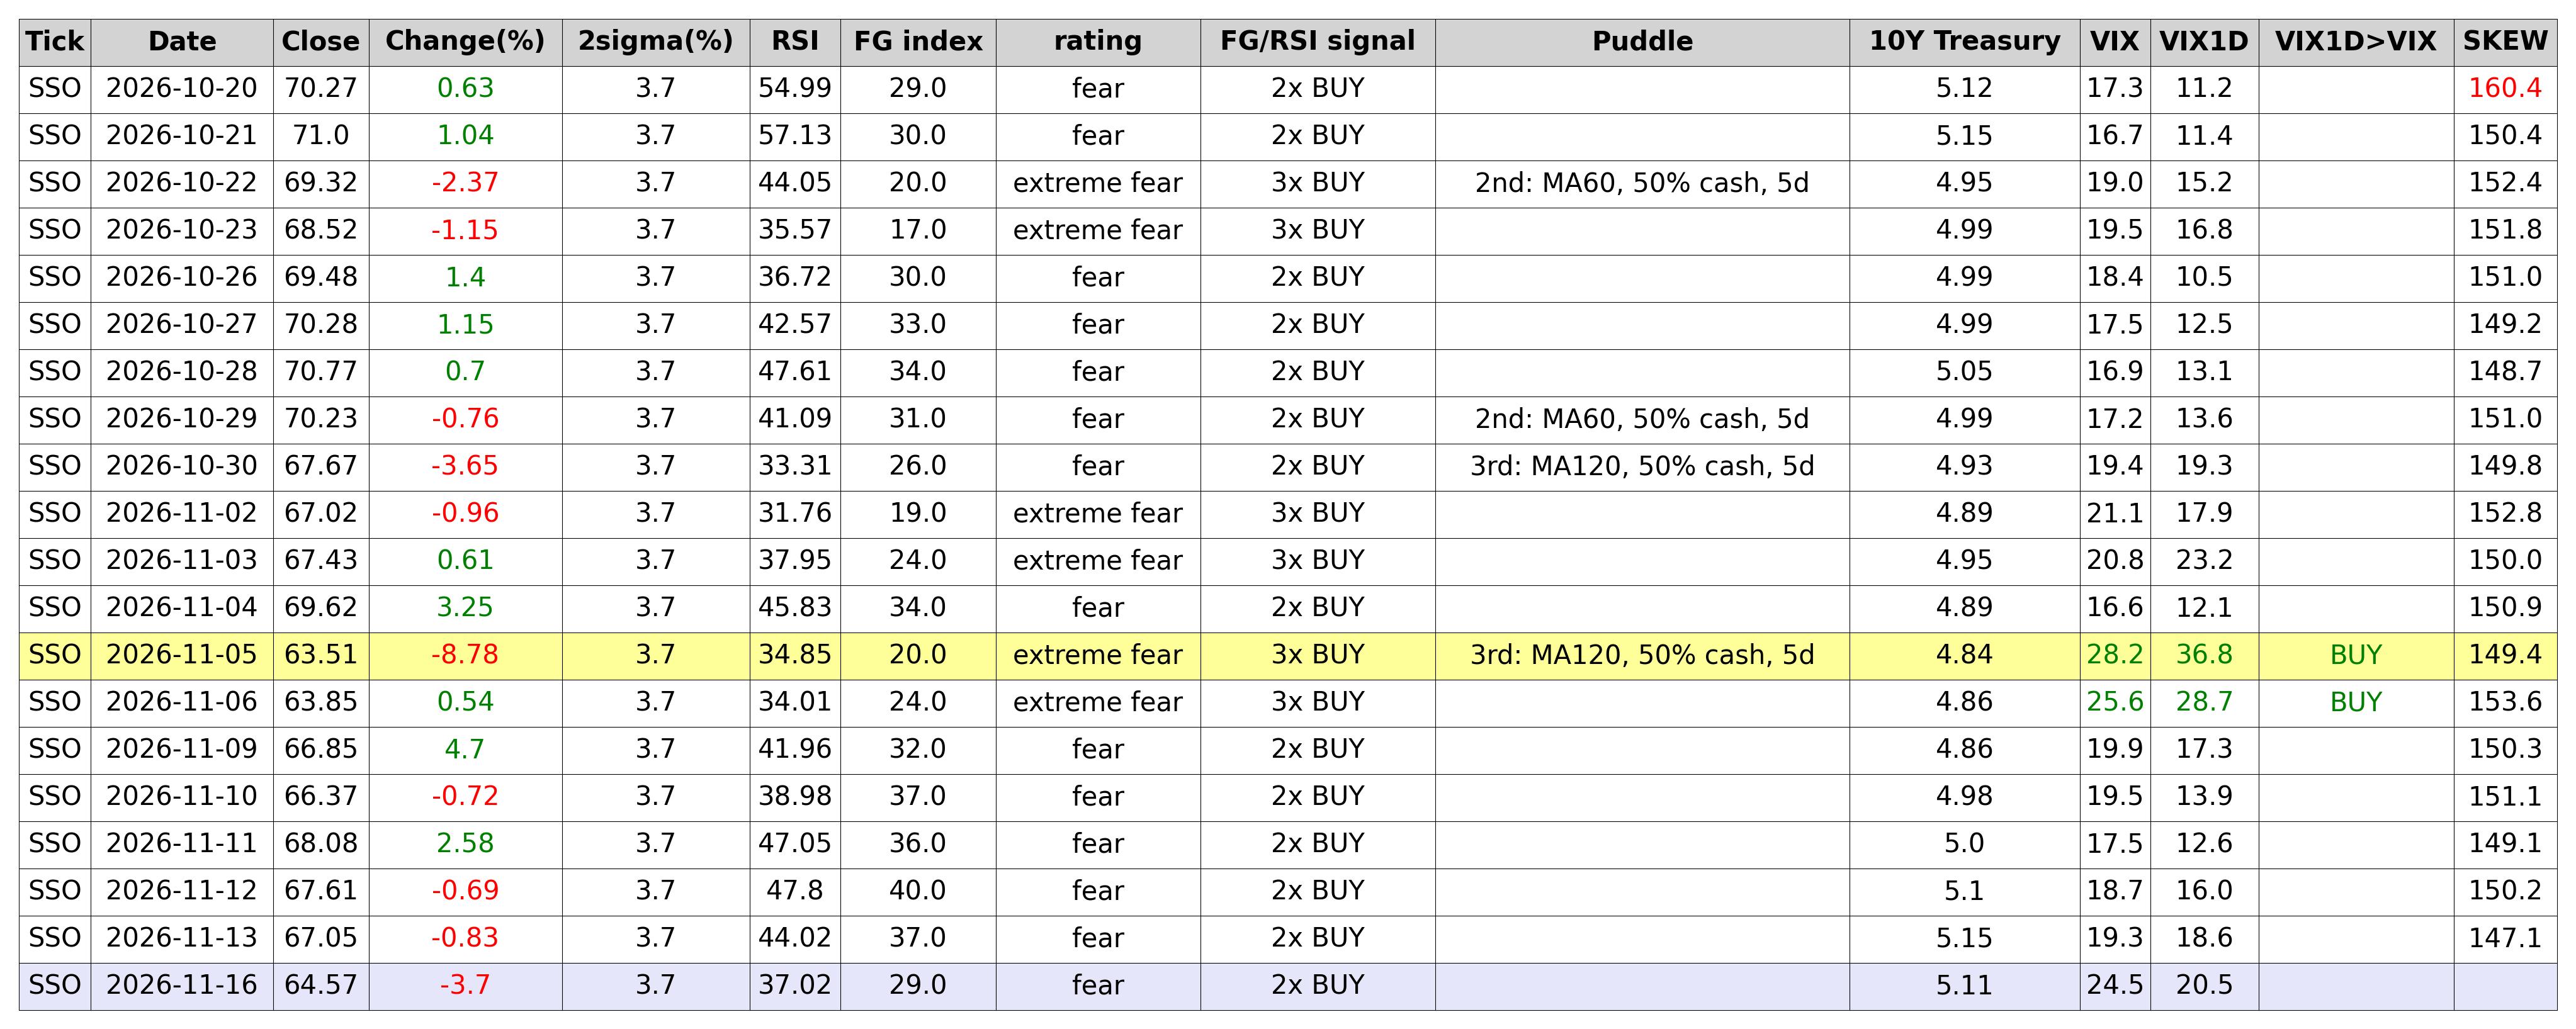 Tick Date Close Change(%) 2sigma(%) RSI FG index rating FG/RSI signal Puddle 10Y Treasury VIX VIX1D VIX1D>VIX SKEW
SSO 2026-10-20 70.27 0.63 3.7 54.99 29.0 fear 2x BUY 5.12 17.3 11.2 160.4
SSO 2026-10-21 71.0 1.04 3.7 57.13 30.0 fear 2x BUY 5.15 16.7 11.4 150.4
SSO 2026-10-22 69.32 -2.37 3.7 44.05 20.0 extreme fear 3x BUY 2nd: MA60, 50% cash, 5d 4.95 19.0 15.2 152.4
SSO 2026-10-23 68.52 -1.15 3.7 35.57 17.0 extreme fear 3x BUY 4.99 19.5 16.8 151.8
SSO 2026-10-26 69.48 1.4 3.7 36.72 30.0 fear 2x BUY 4.99 18.4 10.5 151.0
SSO 2026-10-27 70.28 1.15 3.7 42.57 33.0 fear 2x BUY 4.99 17.5 12.5 149.2
SSO 2026-10-28 70.77 0.7 3.7 47.61 34.0 fear 2x BUY 5.05 16.9 13.1 148.7
SSO 2026-10-29 70.23 -0.76 3.7 41.09 31.0 fear 2x BUY 2nd: MA60, 50% cash, 5d 4.99 17.2 13.6 151.0
SSO 2026-10-30 67.67 -3.65 3.7 33.31 26.0 fear 2x BUY 3rd: MA120, 50% cash, 5d 4.93 19.4 19.3 149.8
SSO 2026-11-02 67.02 -0.96 3.7 31.76 19.0 extreme fear 3x BUY 4.89 21.1 17.9 152.8
SSO 2026-11-03 67.43 0.61 3.7 37.95 24.0 extreme fear 3x BUY 4.95 20.8 23.2 150.0
SSO 2026-11-04 69.62 3.25 3.7 45.83 34.0 fear 2x BUY 4.89 16.6 12.1 150.9
SSO 2026-11-05 63.51 -8.78 3.7 34.85 20.0 extreme fear 3x BUY 3rd: MA120, 50% cash, 5d 4.84 28.2 36.8 BUY 149.4
SSO 2026-11-06 63.85 0.54 3.7 34.01 24.0 extreme fear 3x BUY 4.86 25.6 28.7 BUY 153.6
SSO 2026-11-09 66.85 4.7 3.7 41.96 32.0 fear 2x BUY 4.86 19.9 17.3 150.3
SSO 2026-11-10 66.37 -0.72 3.7 38.98 37.0 fear 2x BUY 4.98 19.5 13.9 151.1
SSO 2026-11-11 68.08 2.58 3.7 47.05 36.0 fear 2x BUY 5.0 17.5 12.6 149.1
SSO 2026-11-12 67.61 -0.69 3.7 47.8 40.0 fear 2x BUY 5.1 18.7 16.0 150.2
SSO 2026-11-13 67.05 -0.83 3.7 44.02 37.0 fear 2x BUY 5.15 19.3 18.6 147.1
SSO 2026-11-16 64.57 -3.7 3.7 37.02 29.0 fear 2x BUY 5.11 24.5 20.5